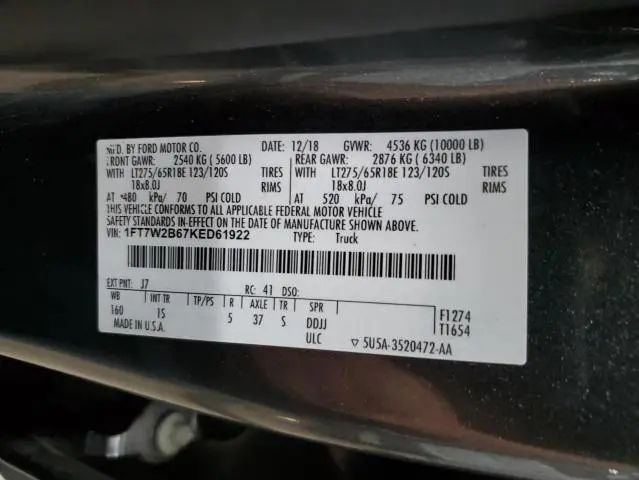 MFD. BY FORD MOTOR CO. DATE: 12/18 GVWR: 4536 KG (10000 LB)
FRONT GAWR: 2540 KG (5600 LB) REAR GAWR: 2876 KG (6340 LB)
WITH LT275/65R18E 123/120S TIRES WITH LT275/65R18E 123/120S TIRES
18x8.0J RIMS 18x8.0J RIMS
AT 480 kPa/ 70 PSI COLD AT 520 kPa/ 75 PSI COLD
THIS VEHICLE CONFORMS TO ALL APPLICABLE FEDERAL MOTOR VEHICLE
SAFETY STANDARDS IN EFFECT ON THE DATE OF MANUFACTURE SHOWN ABOVE.
VIN: 1FT7W2B67KED61922 TYPE: Truck
EXT PNT: J7 RC: 41 DSO:
WB INT TR TP/PS R AXLE TR SPR F1274
160 IS 5 37 S DDJJ T1654
MADE IN U.S.A. ULC ▽ 5U5A-3520472-AA